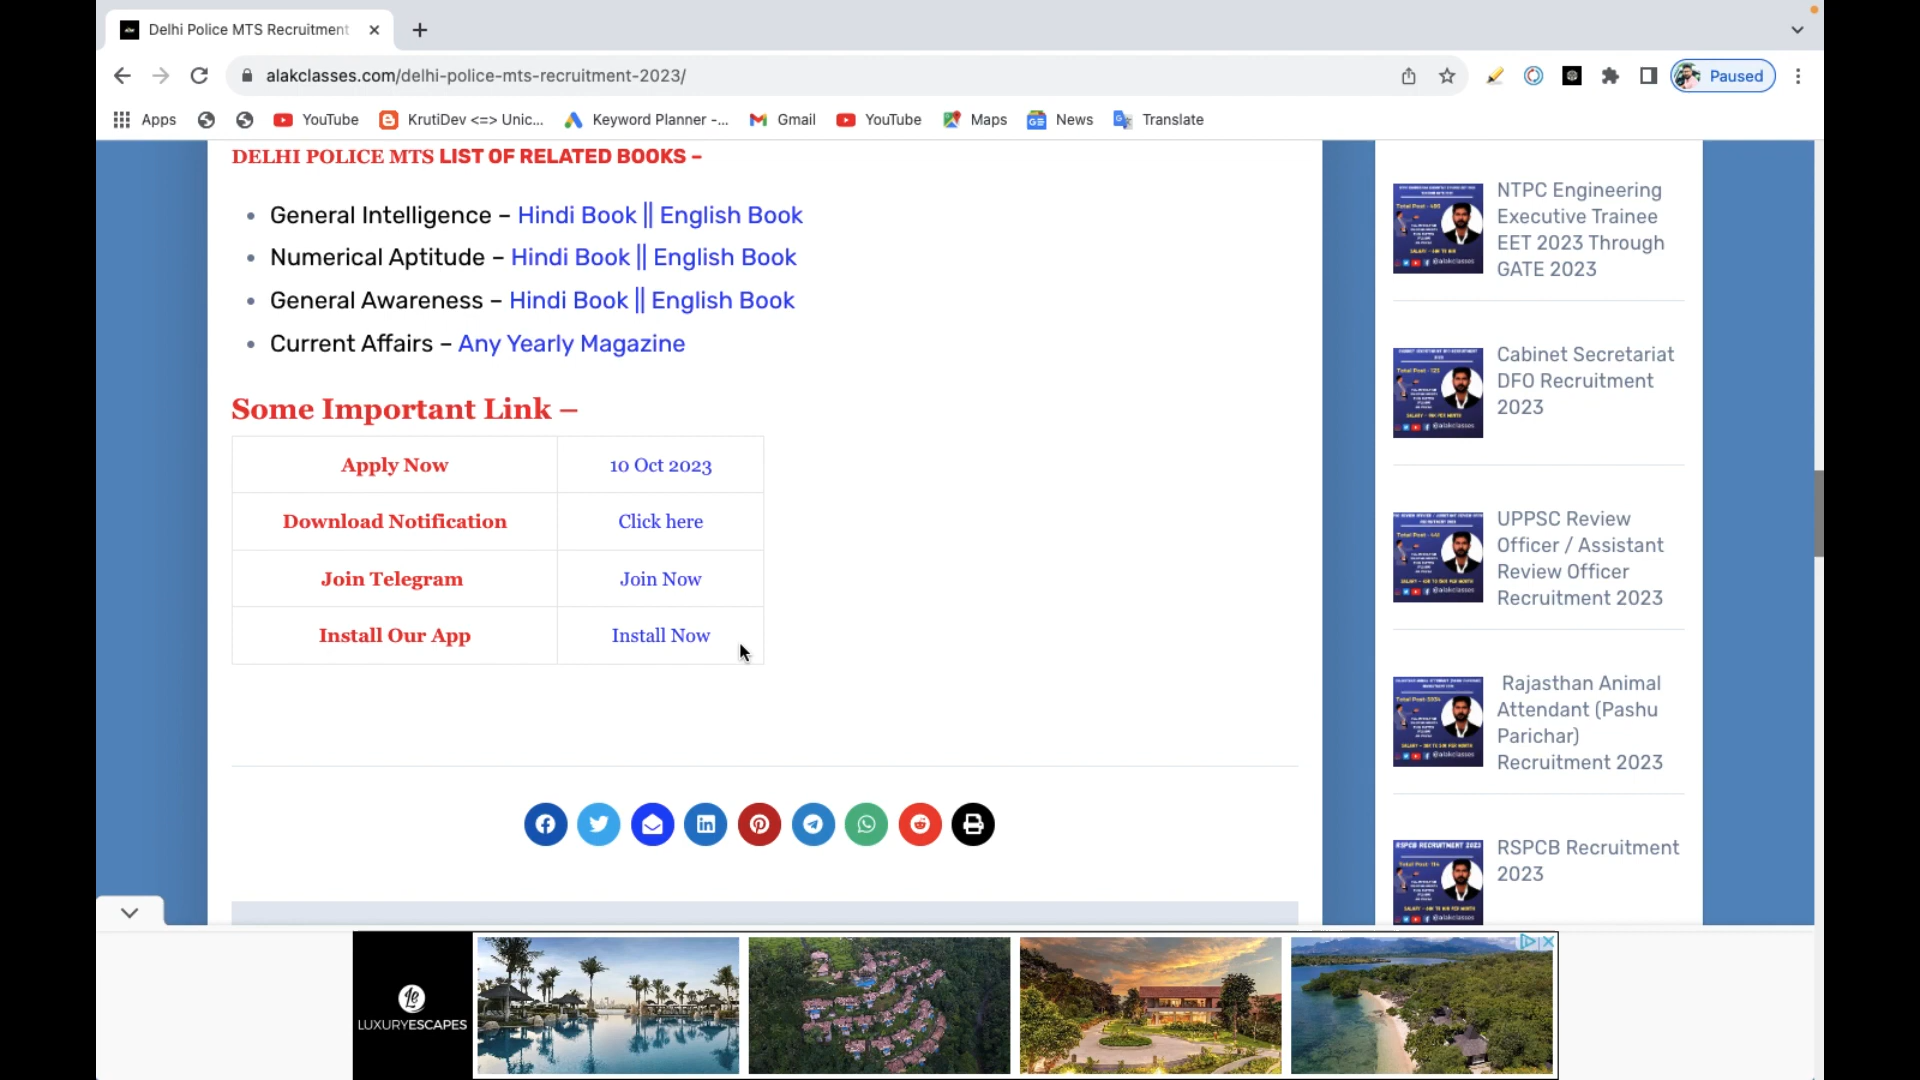 Delhi Police MTS Recruitment
alakclasses.com/delhi-police-mts-recruitment-2023/
Paused
Apps
YouTube
KrutiDev <=> Unic...
Keyword Planner -...
Gmail
YouTube
Maps
News
Translate
DELHI POLICE MTS LIST OF RELATED BOOKS –
General Intelligence – Hindi Book || English Book
Numerical Aptitude – Hindi Book || English Book
General Awareness – Hindi Book || English Book
Current Affairs – Any Yearly Magazine
Some Important Link –
Apply Now
10 Oct 2023
Download Notification
Click here
Join Telegram
Join Now
Install Our App
Install Now
NTPC Engineering
Executive Trainee
EET 2023 Through
GATE 2023
Cabinet Secretariat
DFO Recruitment
2023
UPPSC Review
Officer / Assistant
Review Officer
Recruitment 2023
Rajasthan Animal
Attendant (Pashu
Parichar)
Recruitment 2023
RSPCB RECRUITMENT 2023
RSPCB Recruitment
2023
LUXURYESCAPES